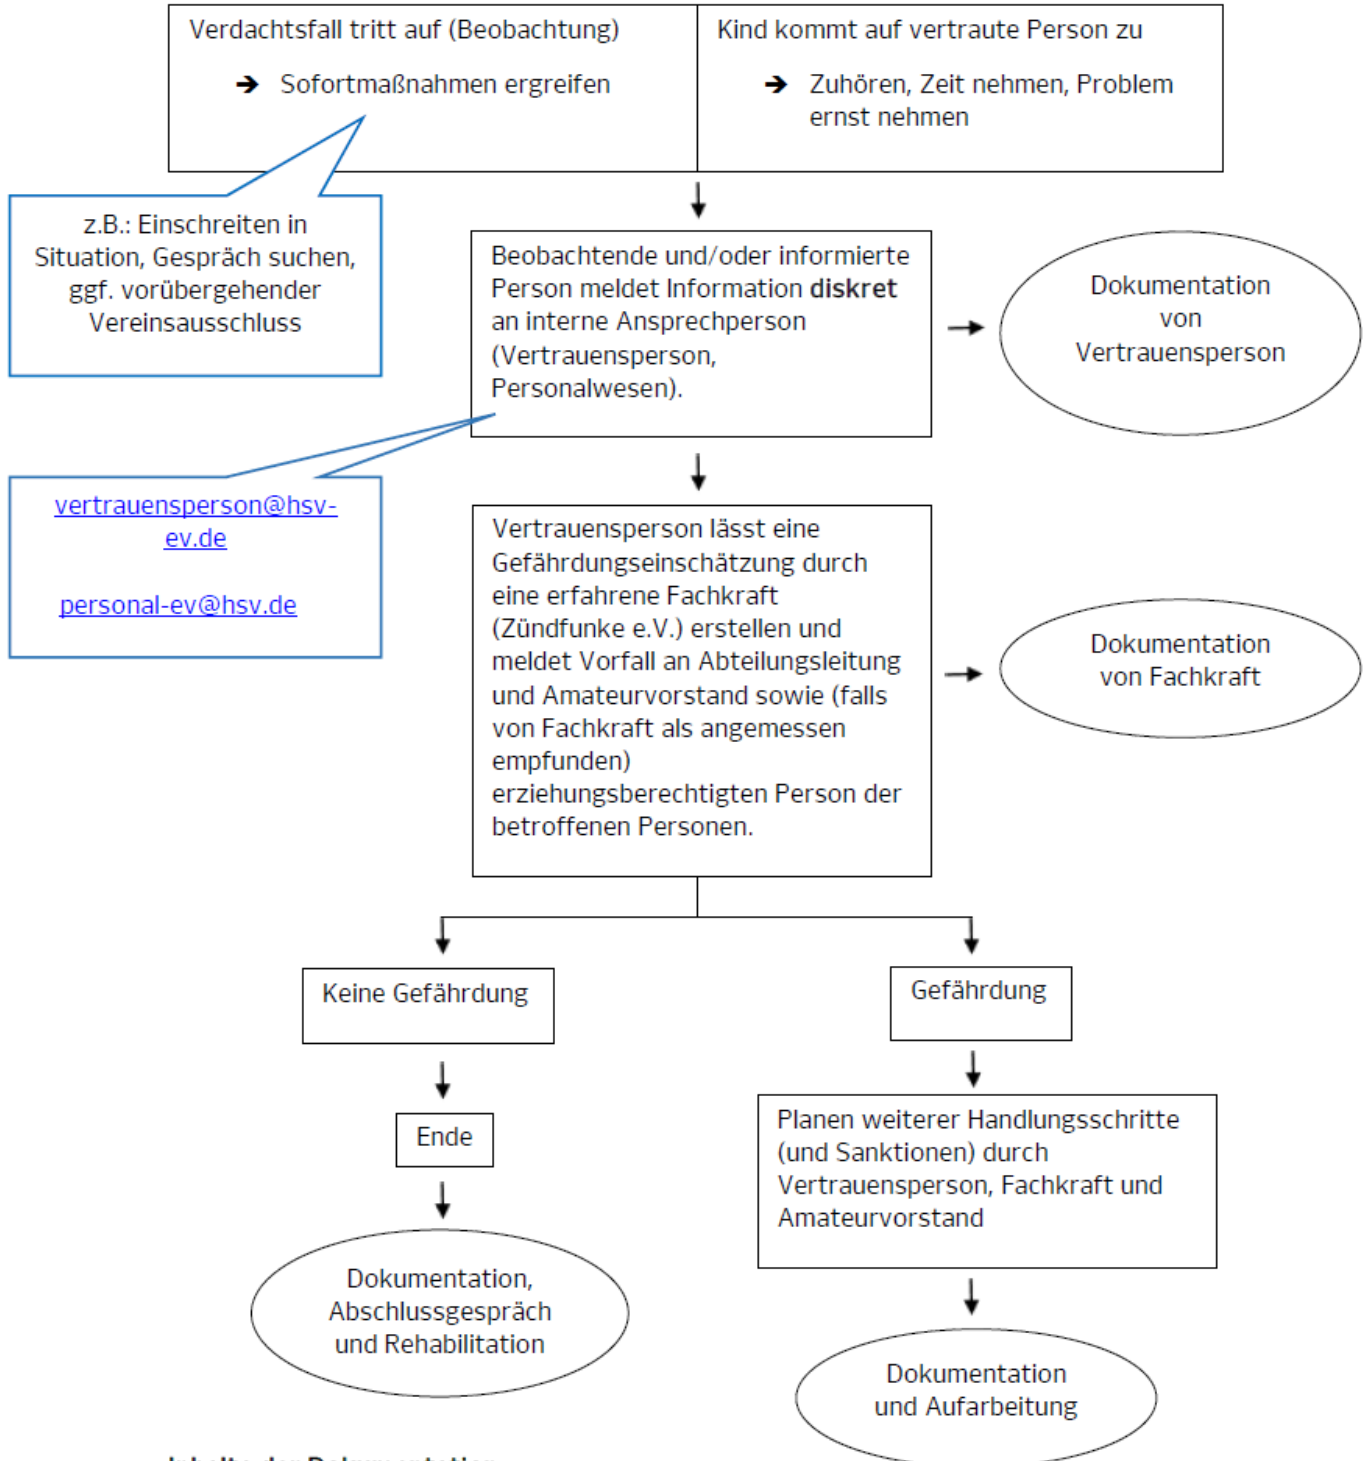 Verdachtsfall tritt auf (Beobachtung)
➔ Sofortmaßnahmen ergreifen
Kind kommt auf vertraute Person zu
➔ Zuhören, Zeit nehmen, Problem
ernst nehmen
z.B.: Einschreiten in
Situation, Gespräch suchen,
ggf. vorübergehender
Vereinsausschluss
Beobachtende und/oder informierte
Person meldet Information diskret
an interne Ansprechperson
(Vertrauensperson,
Personalwesen).
Dokumentation
von
Vertrauensperson
vertrauensperson@hsv-
ev.de
personal-ev@hsv.de
Vertrauensperson lässt eine
Gefährdungseinschätzung durch
eine erfahrene Fachkraft
(Zündfunke e.V.) erstellen und
meldet Vorfall an Abteilungsleitung
und Amateurvorstand sowie (falls
von Fachkraft als angemessen
empfunden)
erziehungsberechtigten Person der
betroffenen Personen.
Dokumentation
von Fachkraft
Keine Gefährdung
Gefährdung
Ende
Planen weiterer Handlungsschritte
(und Sanktionen) durch
Vertrauensperson, Fachkraft und
Amateurvorstand
Dokumentation,
Abschlussgespräch
und Rehabilitation
Dokumentation
und Aufarbeitung